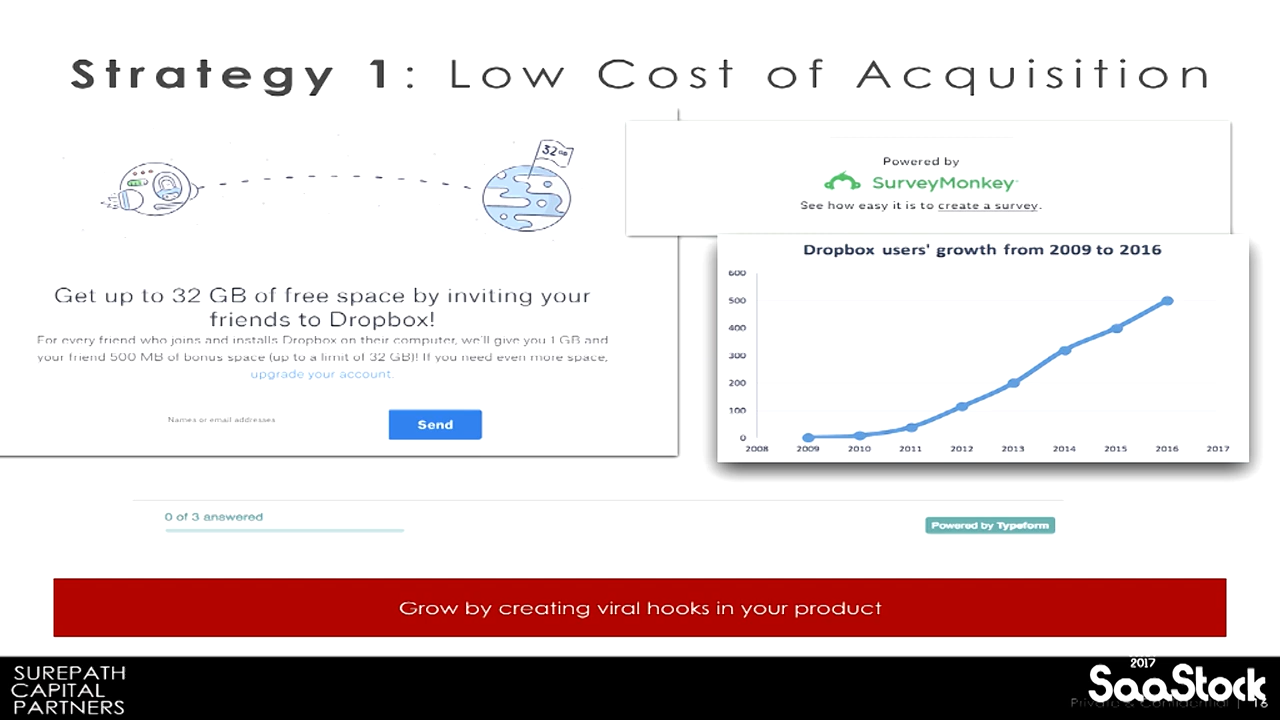 Strategy 1: Low Cost of Acquisition
32 GB
Get up to 32 GB of free space by inviting your
friends to Dropbox!
For every friend who joins and installs Dropbox on their computer, we'll give you 1 GB and
your friend 500 MB of bonus space (up to a limit of 32 GB)! If you need even more space,
upgrade your account.
Names or email addresses
Send
Powered by
SurveyMonkey
See how easy it is to create a survey.
Dropbox users' growth from 2009 to 2016
600
500
400
300
200
100
0
2008 2009 2010 2011 2012 2013 2014 2015 2016 2017
0 of 3 answered
Powered by Typeform
Grow by creating viral hooks in your product
SUREPATH
CAPITAL
PARTNERS
2017
SaaStock
Private & Confidential | 16